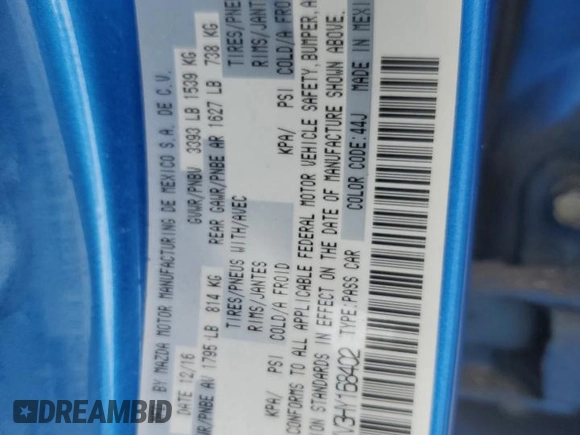 BY MAZDA MOTOR MANUFACTURING DE MEXICO S.A. DE C.V.
DATE 12/16 GVWR/PNBV 3393 LB 1539 KG
WR/PNBE AV 1795 LB 814 KG REAR GAWR/PNBE AR 1627 LB 738 KG
TIRES/PNEUS WITH/AVEC TIRES/PNE
RIMS/JANTES RIMS/JANT
COLD/A FROID COLD/A FRO
KPA/ PSI KPA/ PSI
CONFORMS TO ALL APPLICABLE FEDERAL MOTOR VEHICLE SAFETY, BUMPER, A
STANDARDS IN EFFECT ON THE DATE OF MANUFACTURE SHOWN ABOVE.
V3HY168402 TYPE:PASS CAR COLOR CODE:44J MADE IN MEXI
DRIVESIGHT